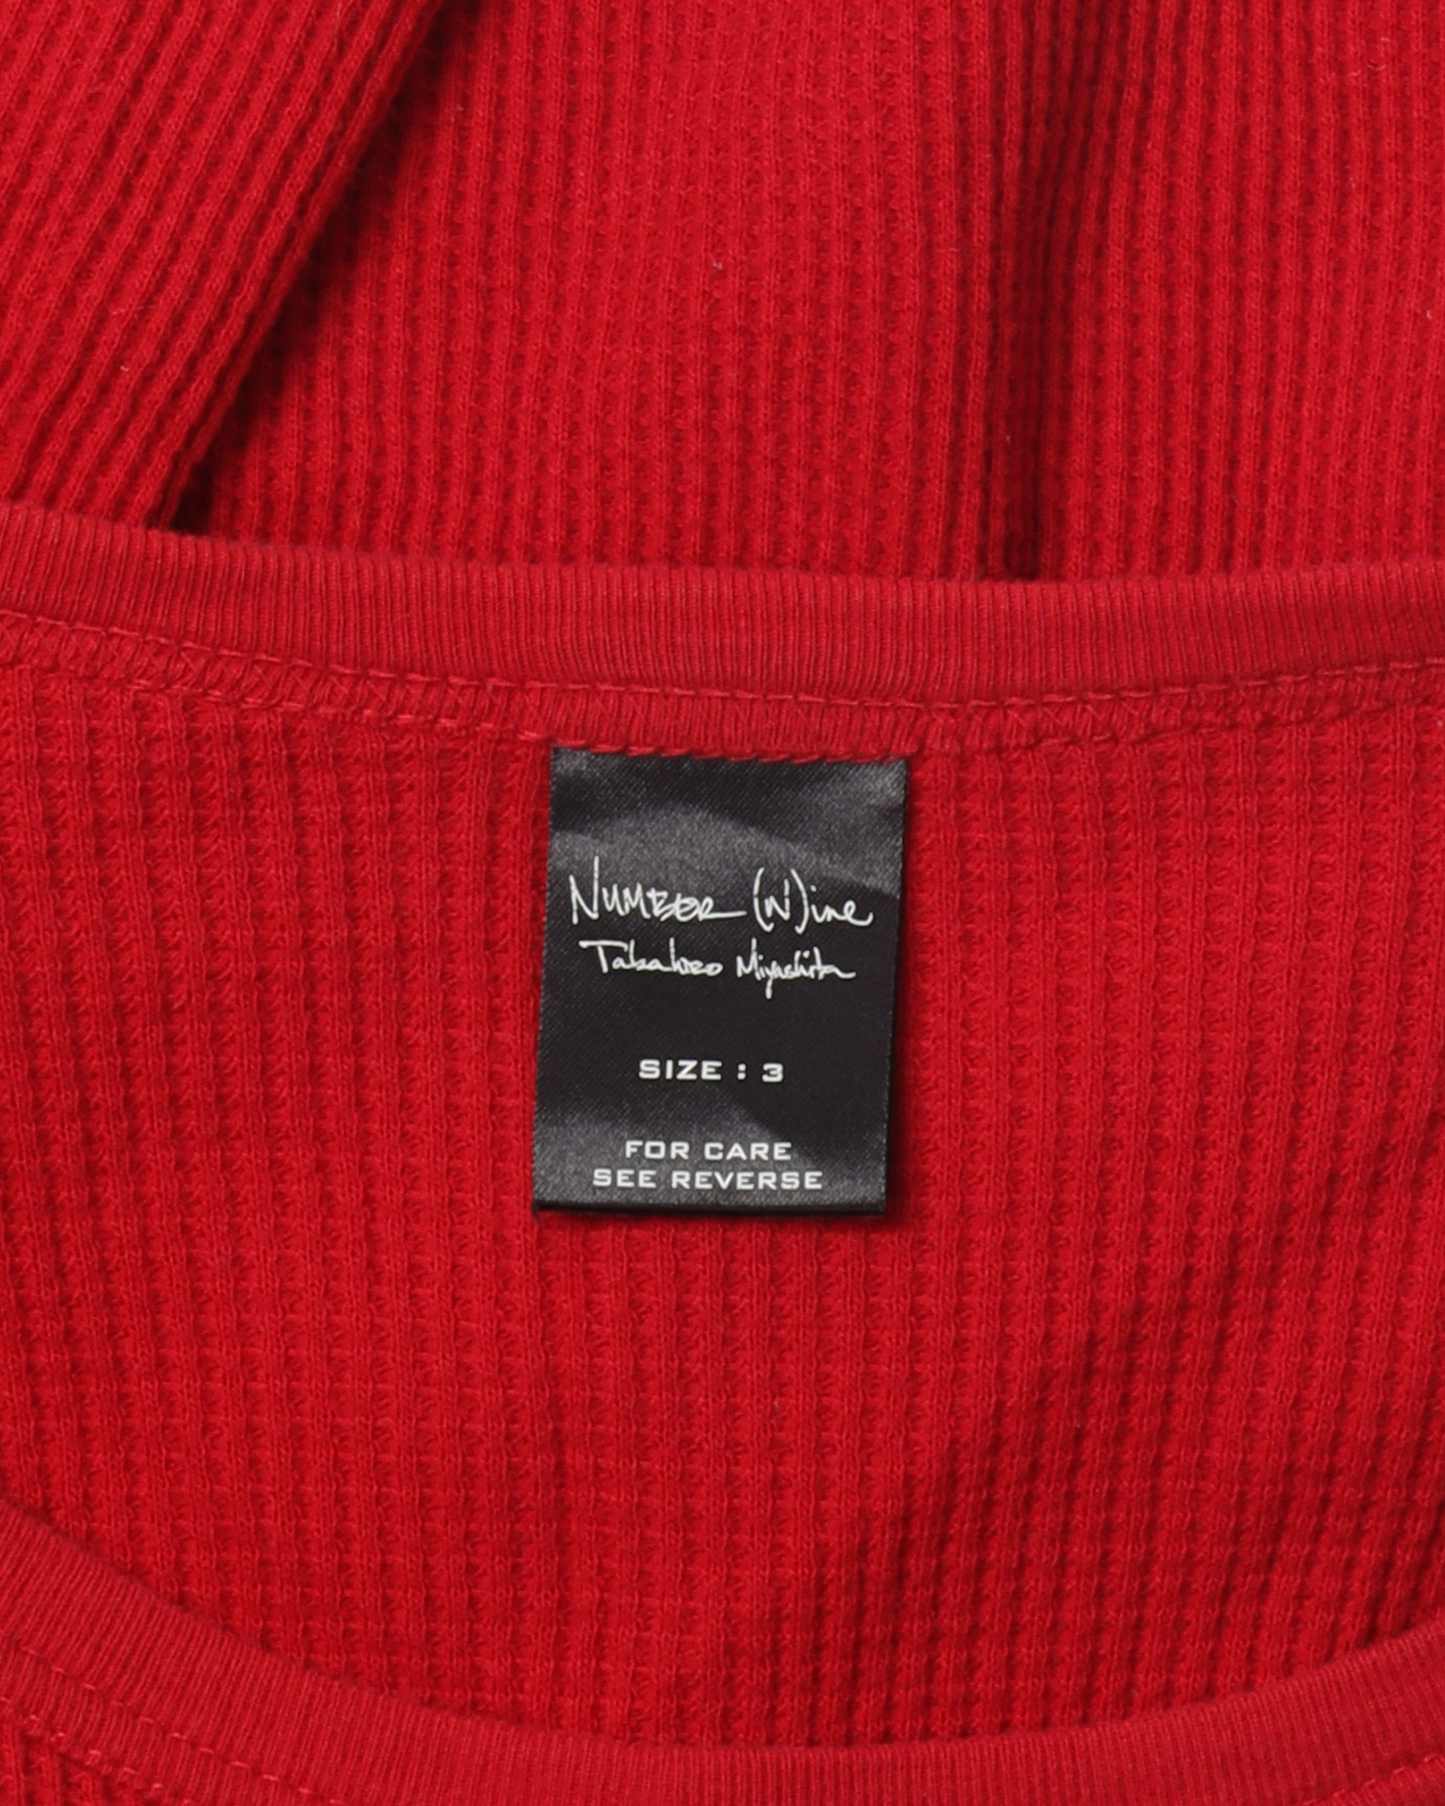 NUMBER (N)ine
Takahiro Miyashita
SIZE : 3
FOR CARE
SEE REVERSE